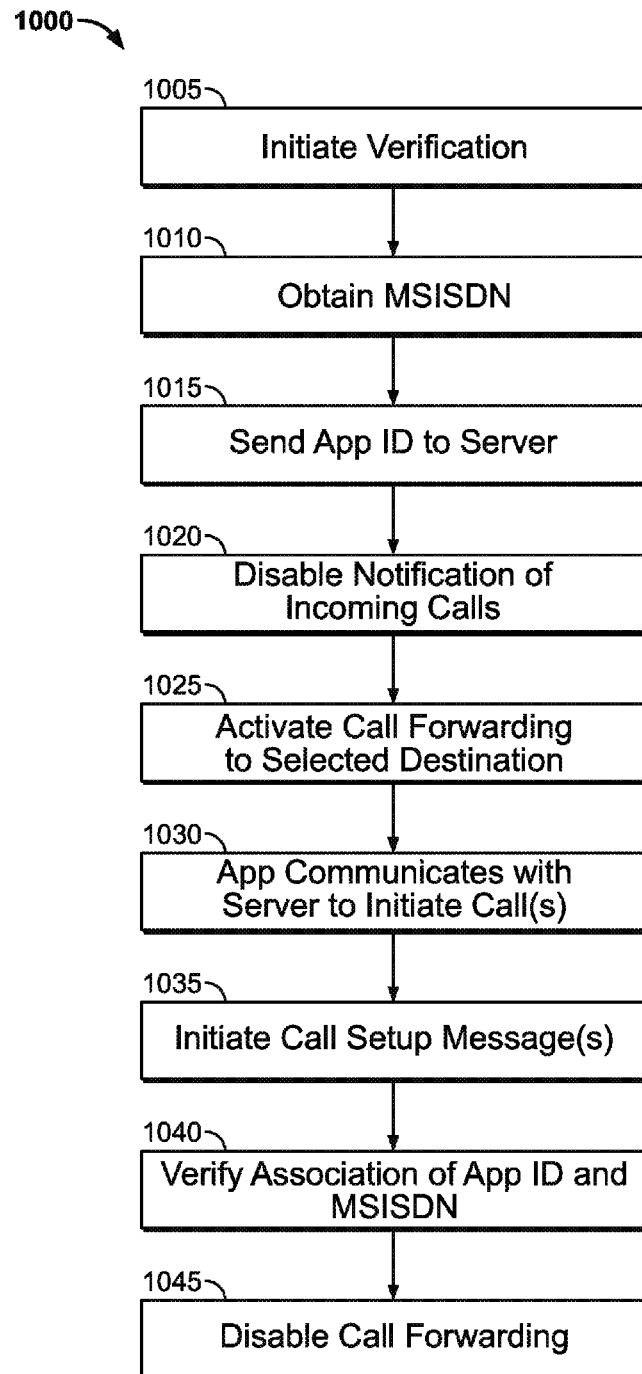 1000
1005
Initiate Verification
1010
Obtain MSISDN
1015
Send App ID to Server
1020
Disable Notification of
Incoming Calls
1025
Activate Call Forwarding
to Selected Destination
1030
App Communicates with
Server to Initiate Call(s)
1035
Initiate Call Setup Message(s)
1040
Verify Association of App ID and
MSISDN
1045
Disable Call Forwarding